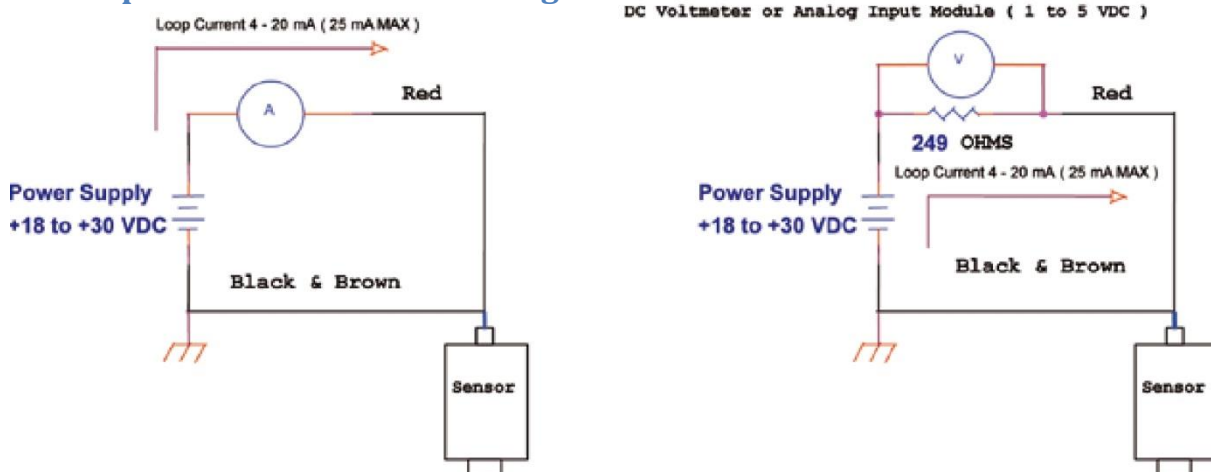 Loop Current 4 - 20 mA ( 25 mA MAX )
A
Red
Power Supply
+18 to +30 VDC
Black & Brown
Sensor
DC Voltmeter or Analog Input Module ( 1 to 5 VDC )
V
Red
249 OHMS
Loop Current 4 - 20 mA ( 25 mA MAX )
Power Supply
+18 to +30 VDC
Black & Brown
Sensor